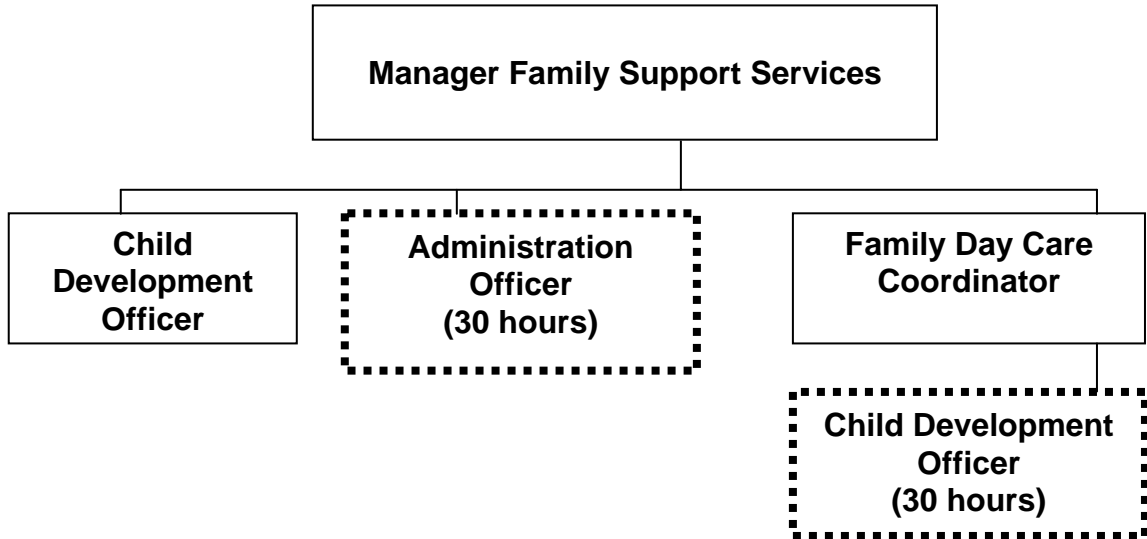 Manager Family Support Services
Child
Development
Officer
Administration
Officer
(30 hours)
Family Day Care
Coordinator
Child Development
Officer
(30 hours)